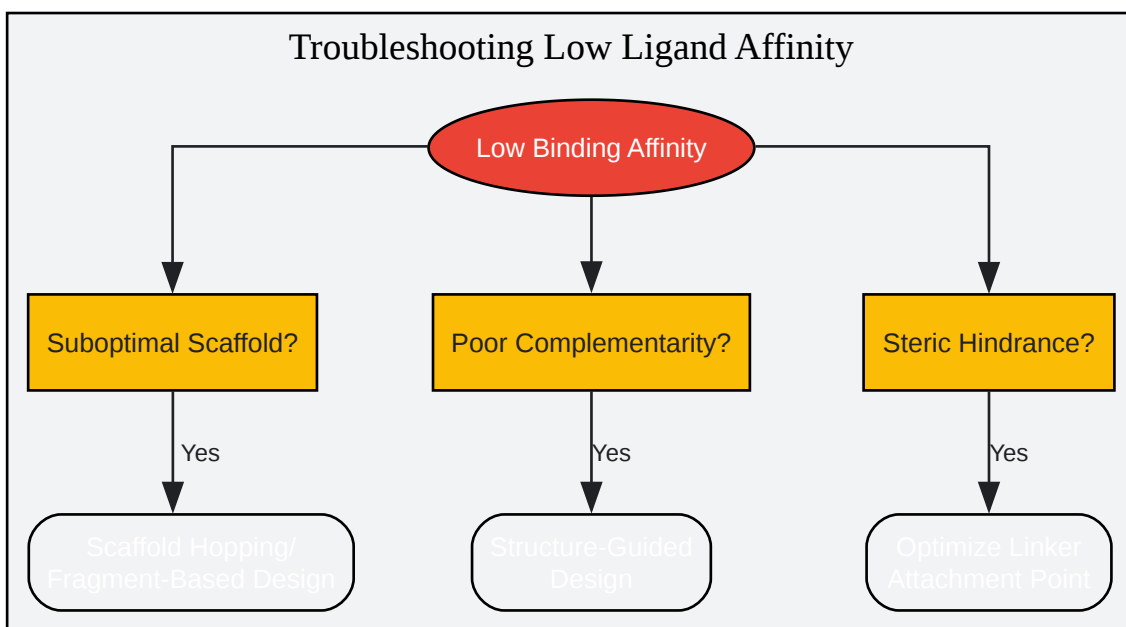 Troubleshooting Low Ligand Affinity
Low Binding Affinity
Suboptimal Scaffold?
Poor Complementarity?
Steric Hindrance?
Yes
Yes
Yes
Scaffold Hopping/
Fragment-Based Design
Structure-Guided
Design
Optimize Linker
Attachment Point